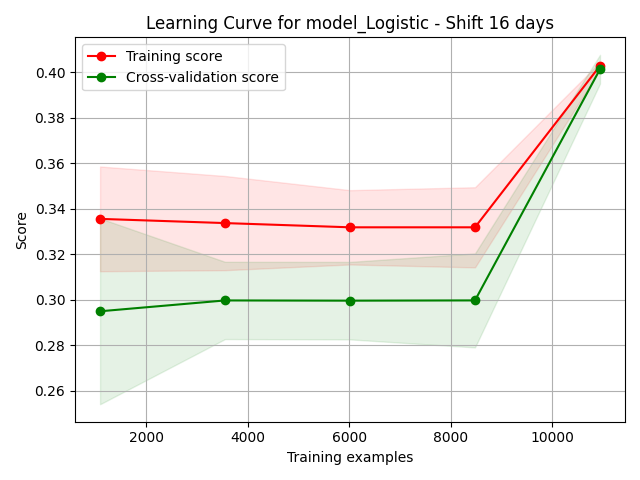 Learning Curve for model_Logistic - Shift 16 days
Training score
Cross-validation score
Score
0.40
0.38
0.36
0.34
0.32
0.30
0.28
0.26
2000 4000 6000 8000 10000
Training examples